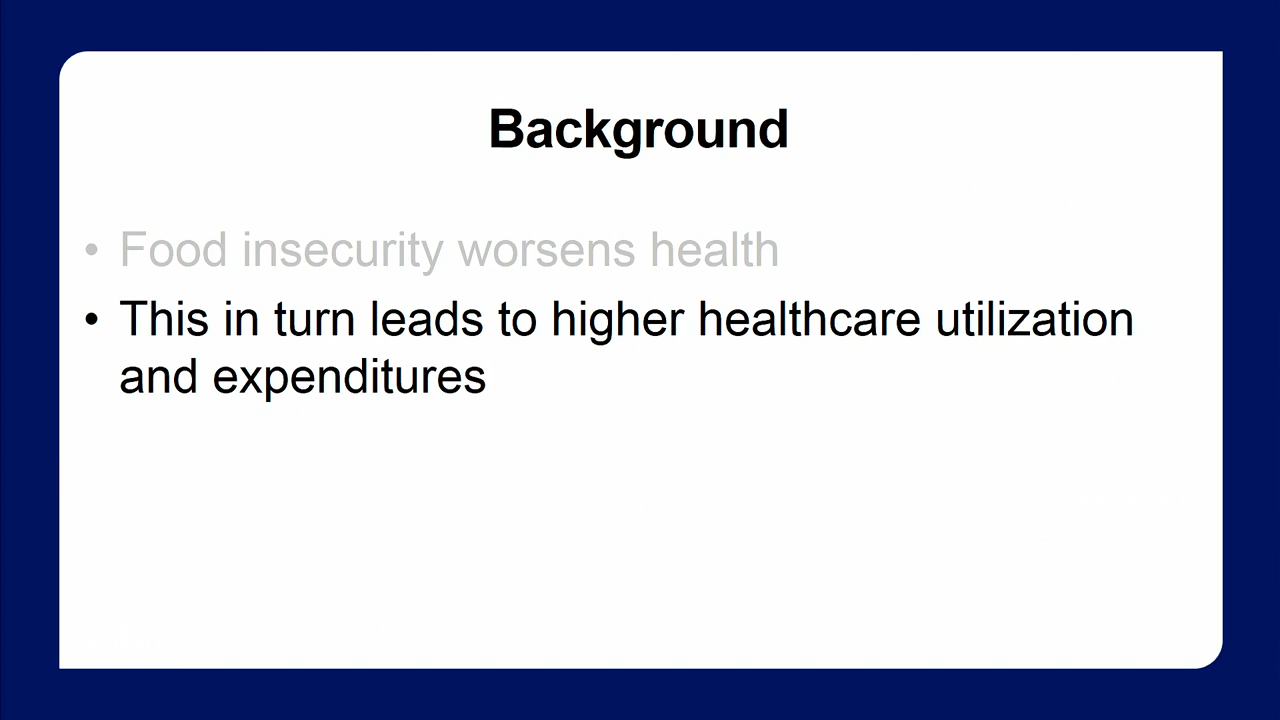 Background
• Food insecurity worsens health
• This in turn leads to higher healthcare utilization
and expenditures